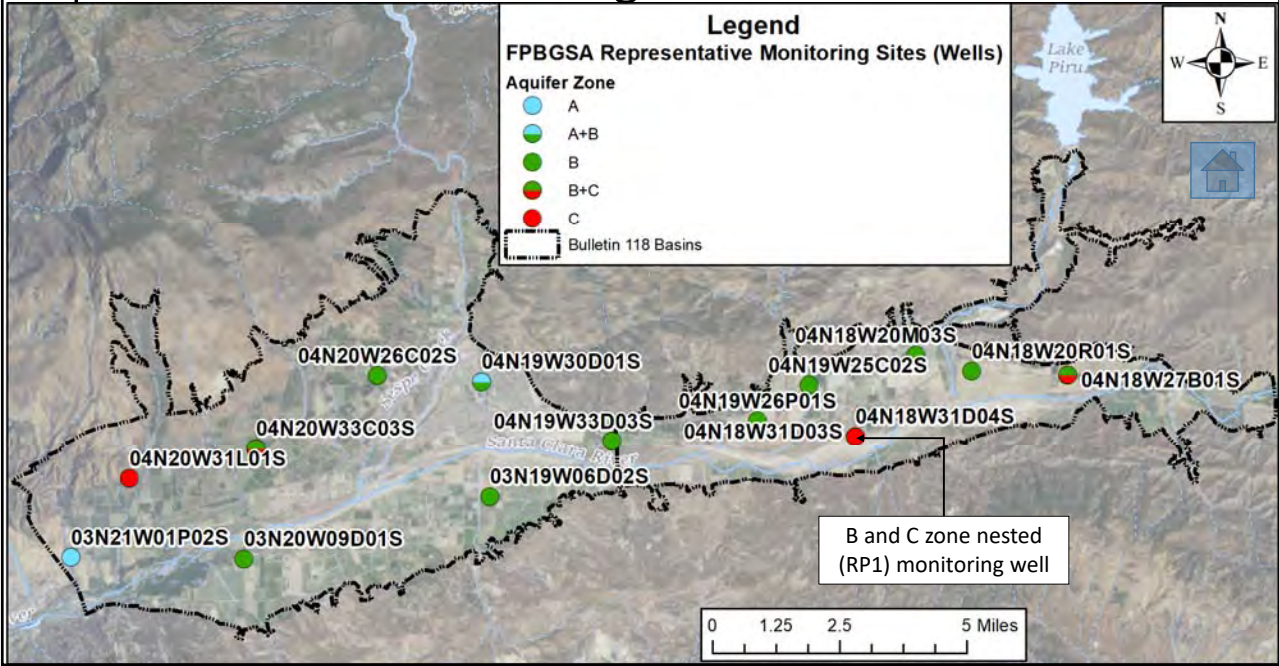 Legend
FPBGSA Representative Monitoring Sites (Wells)
Aquifer Zone
A
A+B
B
B+C
C
Bulletin 118 Basins
N
W E
S
Lake
Piru
04N18W20M03S
04N20W26C02S
04N19W30D01S
04N19W25C02S
04N18W20R01S
04N18W27B01S
04N19W26P01S
04N19W33D03S
04N18W31D03S
04N18W31D04S
04N20W33C03S
Santa Clara River
04N20W31L01S
03N19W06D02S
03N21W01P02S
03N20W09D01S
B and C zone nested
(RP1) monitoring well
0 1.25 2.5 5 Miles